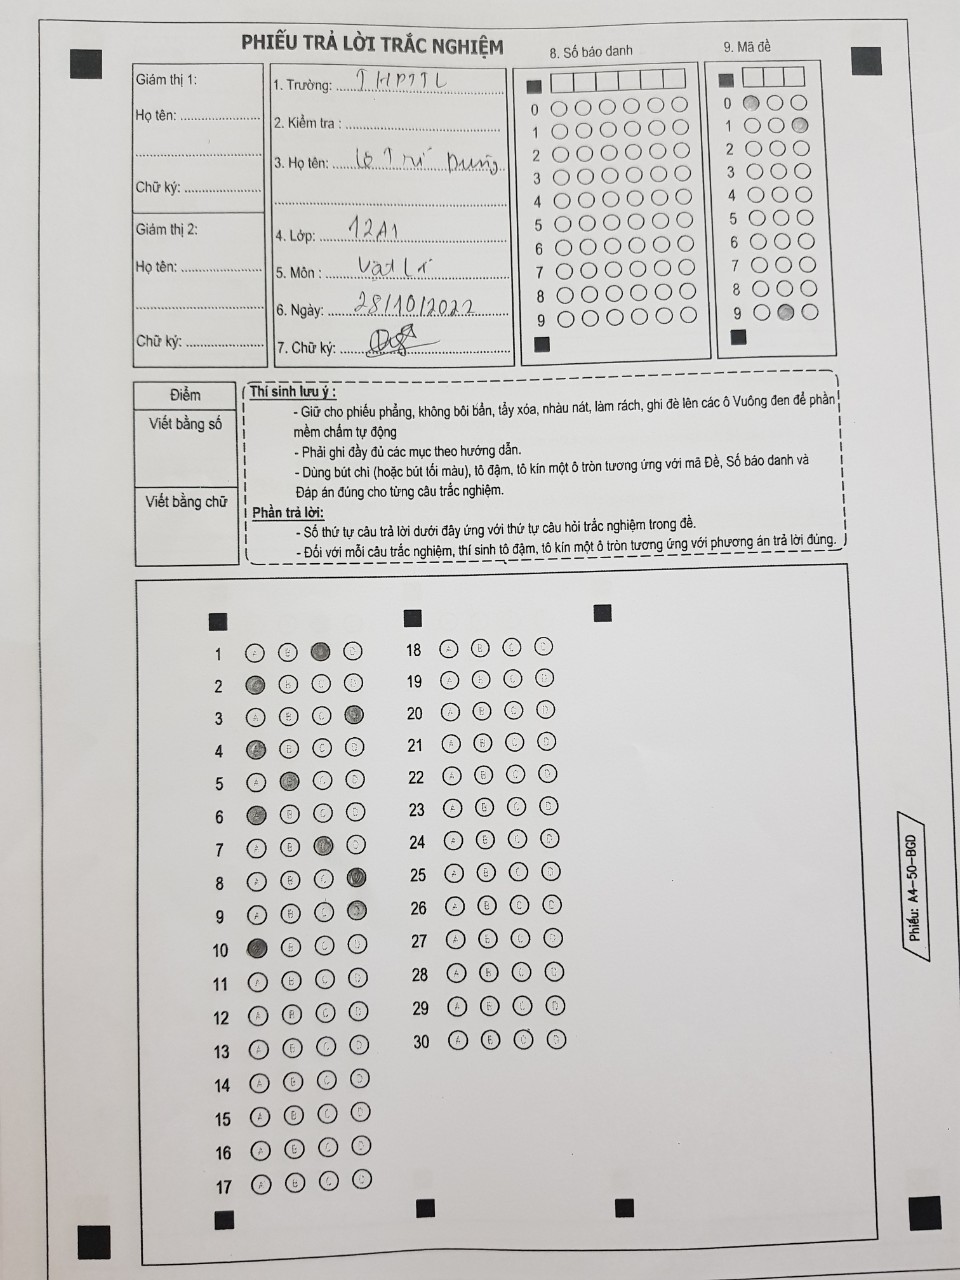 PHIẾU TRẢ LỜI TRẮC NGHIỆM
8. Số báo danh
9. Mã đề
Giám thị 1:
Họ tên: ..................
Chữ ký: ..................
Giám thị 2:
Họ tên: ..................
Chữ ký: ..................
1. Trường: THPTTL
2. Kiểm tra : ..................
3. Họ tên: Lê Trí Dũng
4. Lớp: 12A1
5. Môn : Vật Lí
6. Ngày: 28/10/2022
7. Chữ ký: ..................
0
1
2
3
4
5
6
7
8
9
0
1
2
3
4
5
6
7
8
9
Điểm
Viết bằng số
Viết bằng chữ
Thí sinh lưu ý :
- Giữ cho phiếu phẳng, không bôi bẩn, tẩy xóa, nhàu nát, làm rách, ghi đè lên các ô Vuông đen để phần
mềm chấm tự động
- Phải ghi đầy đủ các mục theo hướng dẫn.
- Dùng bút chì (hoặc bút tối màu), tô đậm, tô kín một ô tròn tương ứng với mã Đề, Số báo danh và
Đáp án đúng cho từng câu trắc nghiệm.
Phần trả lời:
- Số thứ tự câu trả lời dưới đây ứng với thứ tự câu hỏi trắc nghiệm trong đề.
- Đối với mỗi câu trắc nghiệm, thí sinh tô đậm, tô kín một ô tròn tương ứng với phương án trả lời đúng.
1 A B D
2 B C D
3 A B C
4 A B C D
5 A B C D
6 A B C D
7 A B D
8 A B C
9 A B C
10 B C D
11 A B C D
12 A B C D
13 A B C D
14 A B C D
15 A B C D
16 A B C D
17 A B C D
18 A B C D
19 A B C D
20 A B C D
21 A B C D
22 A B C D
23 A B C D
24 A B C D
25 A B C D
26 A B C D
27 A B C D
28 A B C D
29 A B C D
30 A B C D
Phiếu: A4-50-BGD